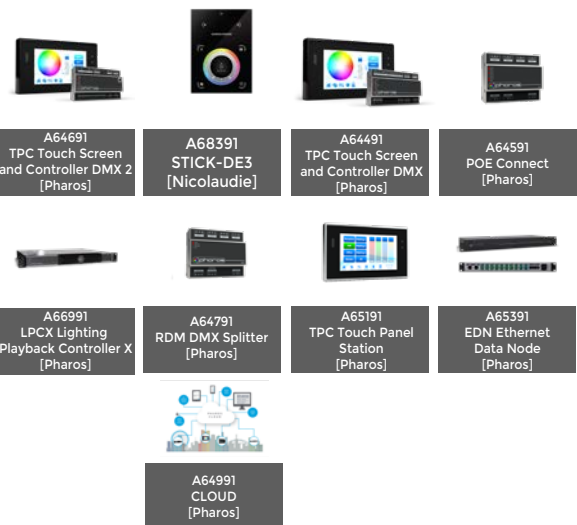 A64691
TPC Touch Screen
and Controller DMX 2
[Pharos]
A68391
STICK-DE3
[Nicolaudie]
A64491
TPC Touch Screen
and Controller DMX
[Pharos]
A64591
POE Connect
[Pharos]
A66991
LPCX Lighting
Playback Controller X
[Pharos]
A64791
RDM DMX Splitter
[Pharos]
A65191
TPC Touch Panel
Station
[Pharos]
A65391
EDN Ethernet
Data Node
[Pharos]
A64991
CLOUD
[Pharos]